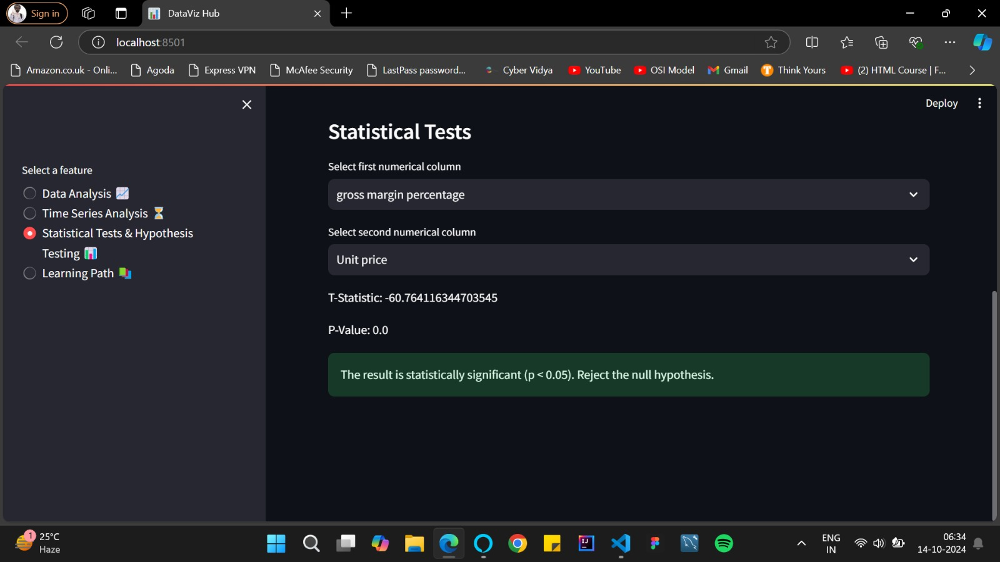 Sign in
DataViz Hub
localhost:8501
Amazon.co.uk - Onli...
Agoda
Express VPN
McAfee Security
LastPass password...
Cyber Vidya
YouTube
OSI Model
Gmail
Think Yours
(2) HTML Course | F...
Deploy
Select a feature
Data Analysis
Time Series Analysis
Statistical Tests & Hypothesis
Testing
Learning Path
Statistical Tests
Select first numerical column
gross margin percentage
Select second numerical column
Unit price
T-Statistic: -60.764116344703545
P-Value: 0.0
The result is statistically significant (p < 0.05). Reject the null hypothesis.
1
25°C
Haze
ENG
IN
06:34
14-10-2024